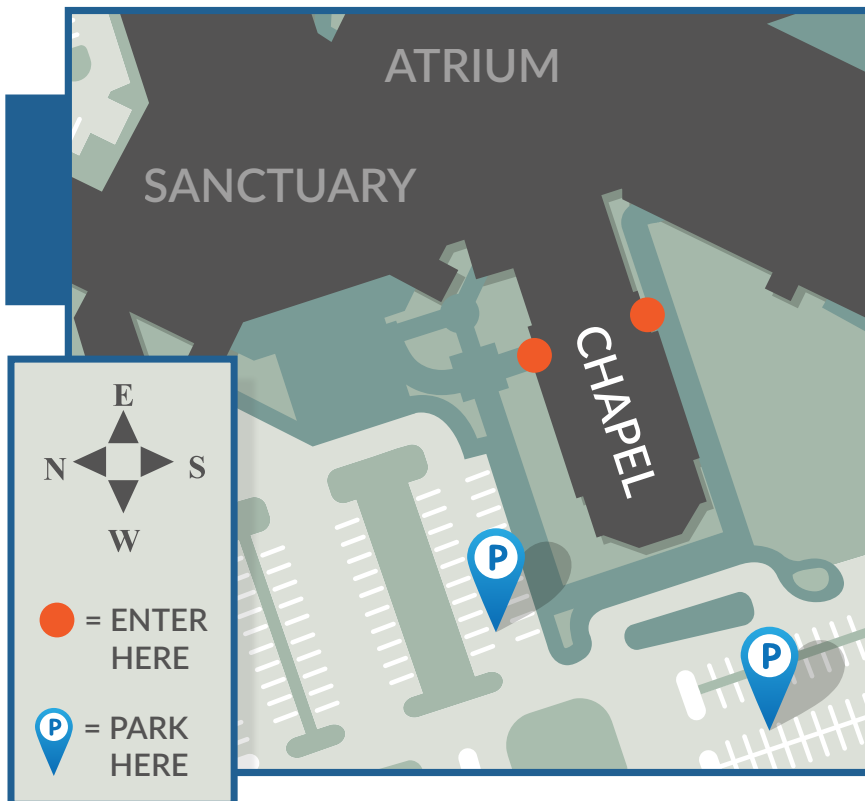 ATRIUM
SANCTUARY
CHAPEL
E
N S
W
= ENTER
HERE
P
P
P = PARK
HERE